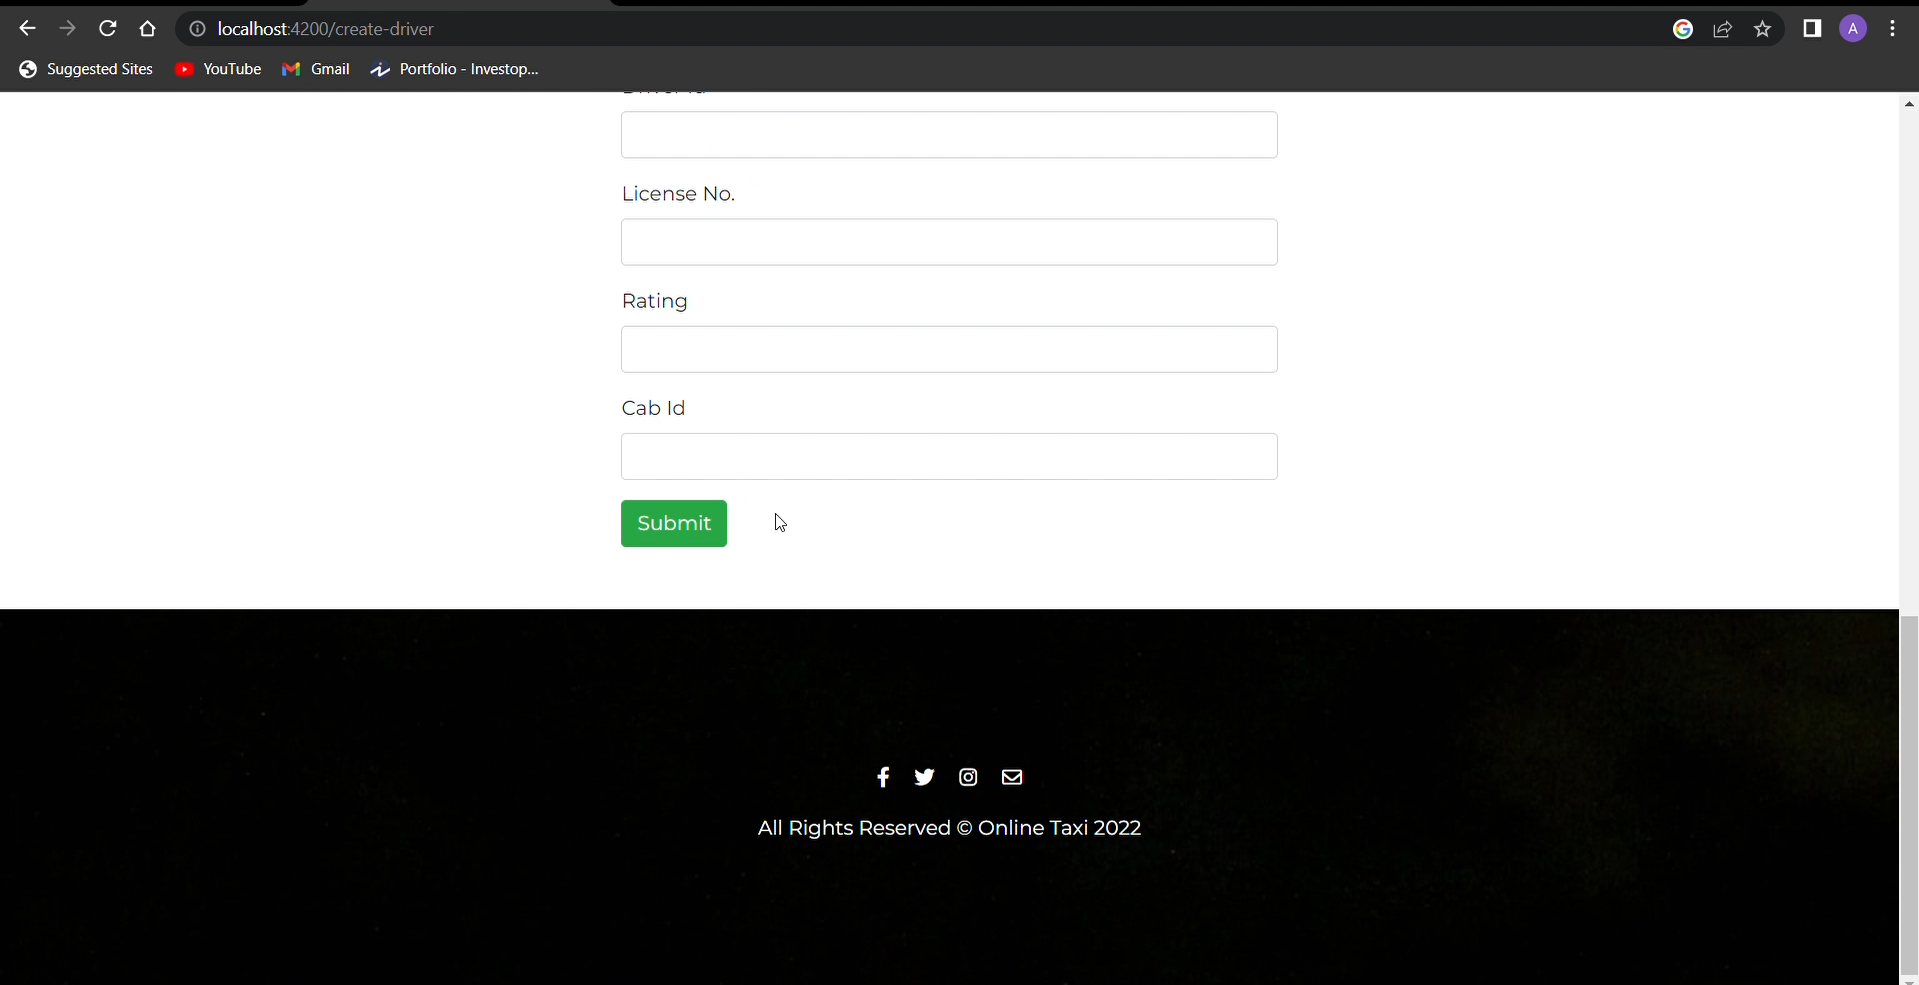 localhost:4200/create-driver
A
Suggested Sites YouTube Gmail Portfolio - Investop...
License No.
Rating
Cab Id
Submit
All Rights Reserved © Online Taxi 2022